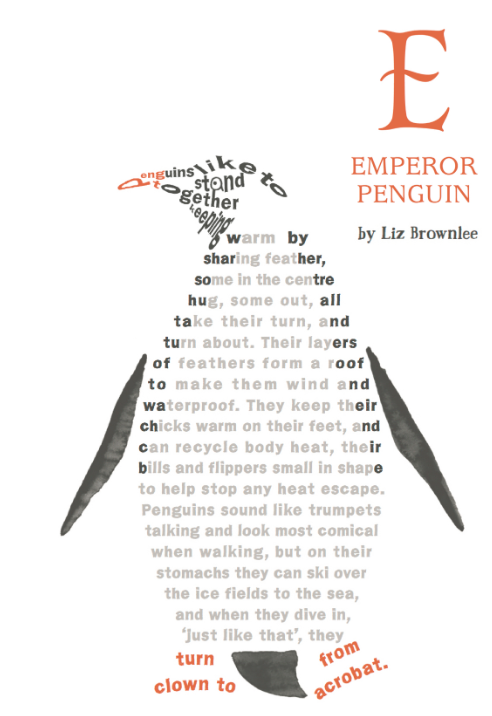 E
EMPEROR
PENGUIN
by Liz Brownlee
penguins like to
stand
together
keeping
warm by
sharing feather,
some in the centre
hug, some out, all
take their turn, and
turn about. Their layers
of feathers form a roof
to make them wind and
waterproof. They keep their
chicks warm on their feet, and
can recycle body heat, their
bills and flippers small in shape
to help stop any heat escape.
Penguins sound like trumpets
talking and look most comical
when walking, but on their
stomachs they can ski over
the ice fields to the sea,
and when they dive in,
‘just like that’, they
turn from
clown to acrobat.